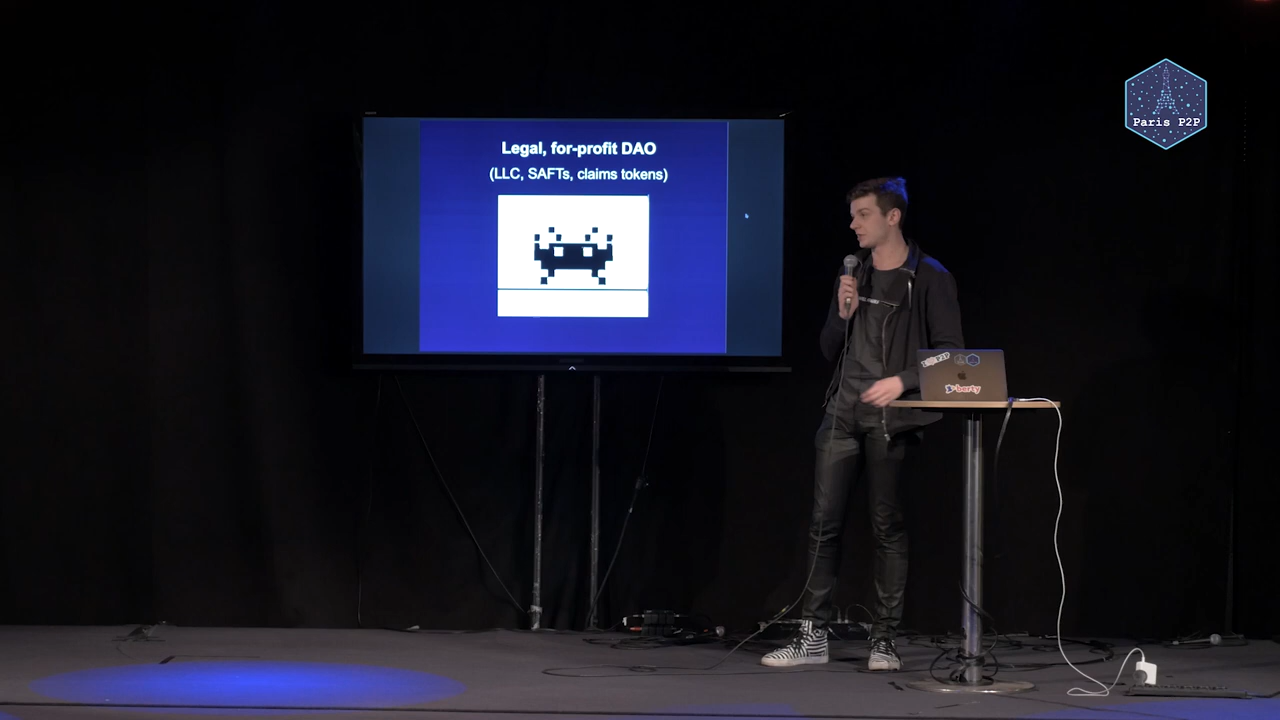 Legal, for-profit DAO
(LLC, SAFTs, claims tokens)
Paris P2P
berty